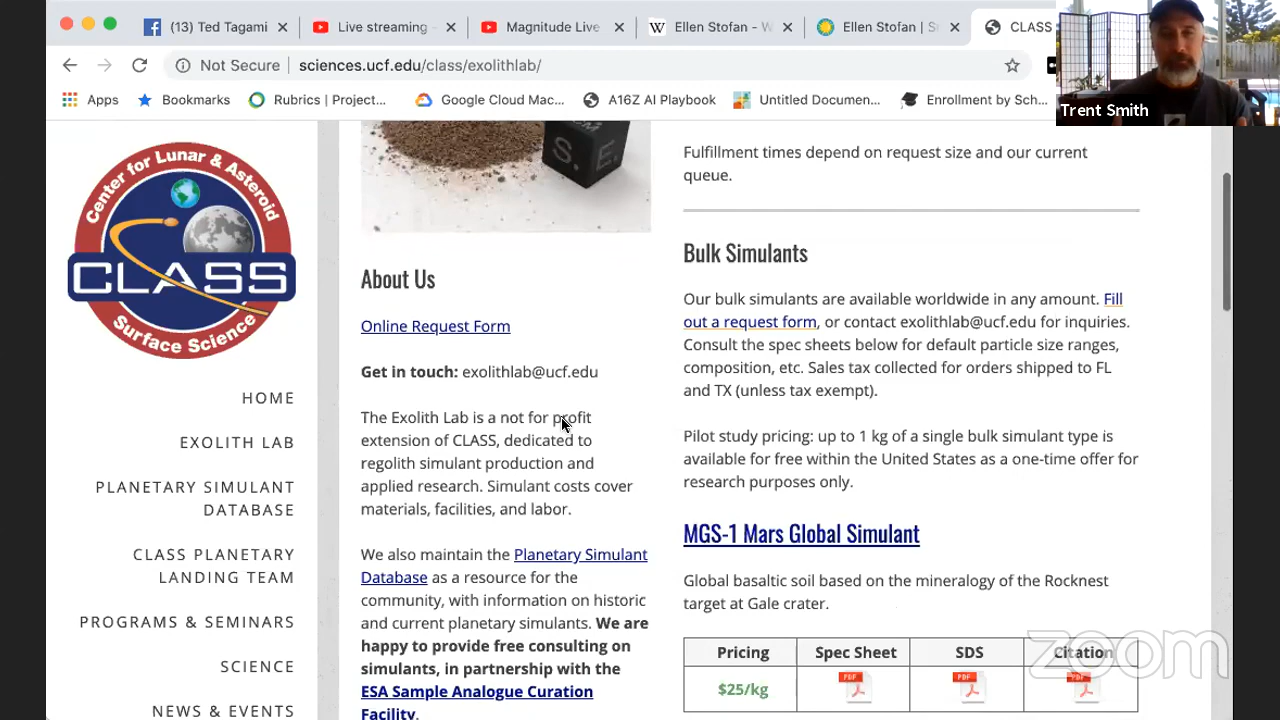 (13) Ted Tagami
Live streaming -
Magnitude Live
Ellen Stofan - W
Ellen Stofan | S
CLASS
Not Secure
sciences.ucf.edu/class/exolithlab/
Apps
Bookmarks
Rubrics | Project...
Google Cloud Mac...
A16Z AI Playbook
Untitled Documen...
Enrollment by Sch...
Trent Smith
Center for Lunar & Asteroid
CLASS
Surface Science
HOME
EXOLITH LAB
PLANETARY SIMULANT
DATABASE
CLASS PLANETARY
LANDING TEAM
PROGRAMS & SEMINARS
SCIENCE
NEWS & EVENTS
S.
E.
About Us
Online Request Form
Get in touch: exolithlab@ucf.edu
The Exolith Lab is a not for profit
extension of CLASS, dedicated to
regolith simulant production and
applied research. Simulant costs cover
materials, facilities, and labor.
We also maintain the Planetary Simulant
Database as a resource for the
community, with information on historic
and current planetary simulants. We are
happy to provide free consulting on
simulants, in partnership with the
ESA Sample Analogue Curation
Facility.
Fulfillment times depend on request size and our current
queue.
Bulk Simulants
Our bulk simulants are available worldwide in any amount. Fill
out a request form, or contact exolithlab@ucf.edu for inquiries.
Consult the spec sheets below for default particle size ranges,
composition, etc. Sales tax collected for orders shipped to FL
and TX (unless tax exempt).
Pilot study pricing: up to 1 kg of a single bulk simulant type is
available for free within the United States as a one-time offer for
research purposes only.
MGS-1 Mars Global Simulant
Global basaltic soil based on the mineralogy of the Rocknest
target at Gale crater.
Pricing Spec Sheet SDS Citation
$25/kg PDF PDF PDF
zoom